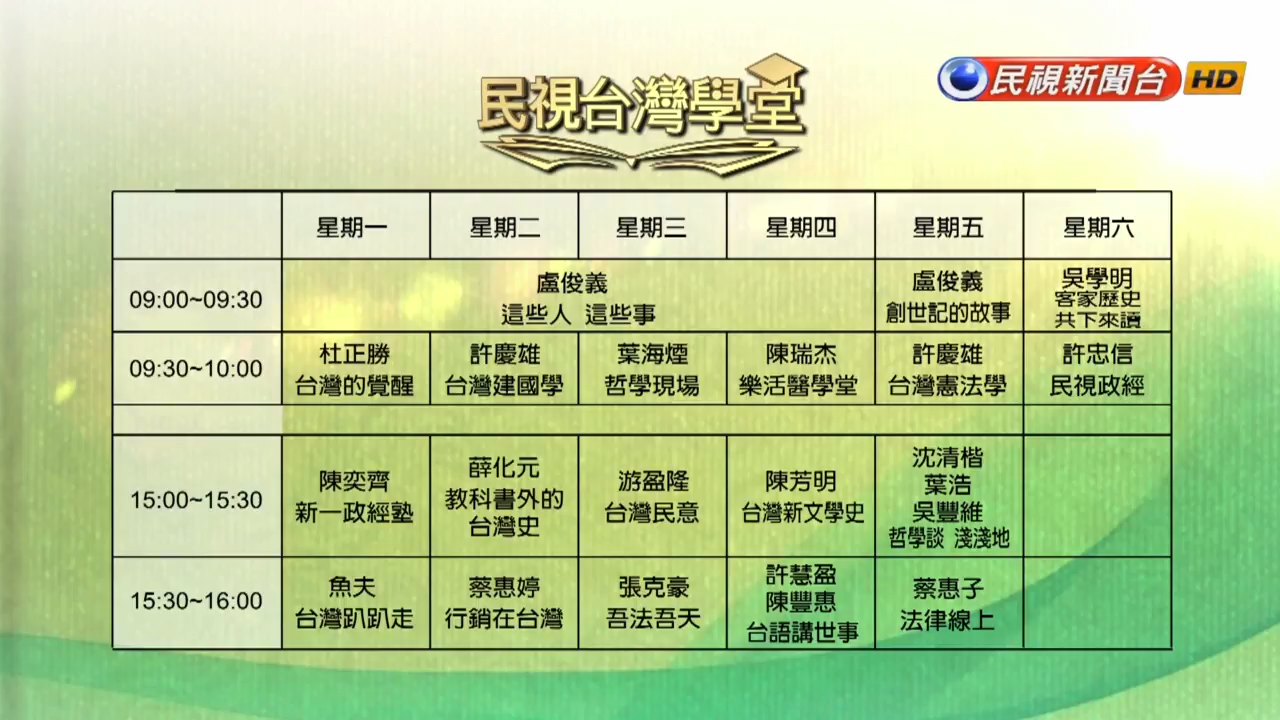 民視台灣學堂
民視新聞台 HD
星期一 星期二 星期三 星期四 星期五 星期六
09:00~09:30
盧俊義
這些人 這些事
盧俊義
創世記的故事
吳學明
客家歷史
共下來讀
09:30~10:00
杜正勝
台灣的覺醒
許慶雄
台灣建國學
葉海煙
哲學現場
陳瑞杰
樂活醫學堂
許慶雄
台灣憲法學
許忠信
民視政經
15:00~15:30
陳奕齊
新一政經塾
薛化元
教科書外的
台灣史
游盈隆
台灣民意
陳芳明
台灣新文學史
沈清楷
葉浩
吳豐維
哲學談 淺淺地
15:30~16:00
魚夫
台灣趴趴走
蔡惠婷
行銷在台灣
張克豪
吾法吾天
許慧盈
陳豐惠
台語講世事
蔡惠子
法律線上